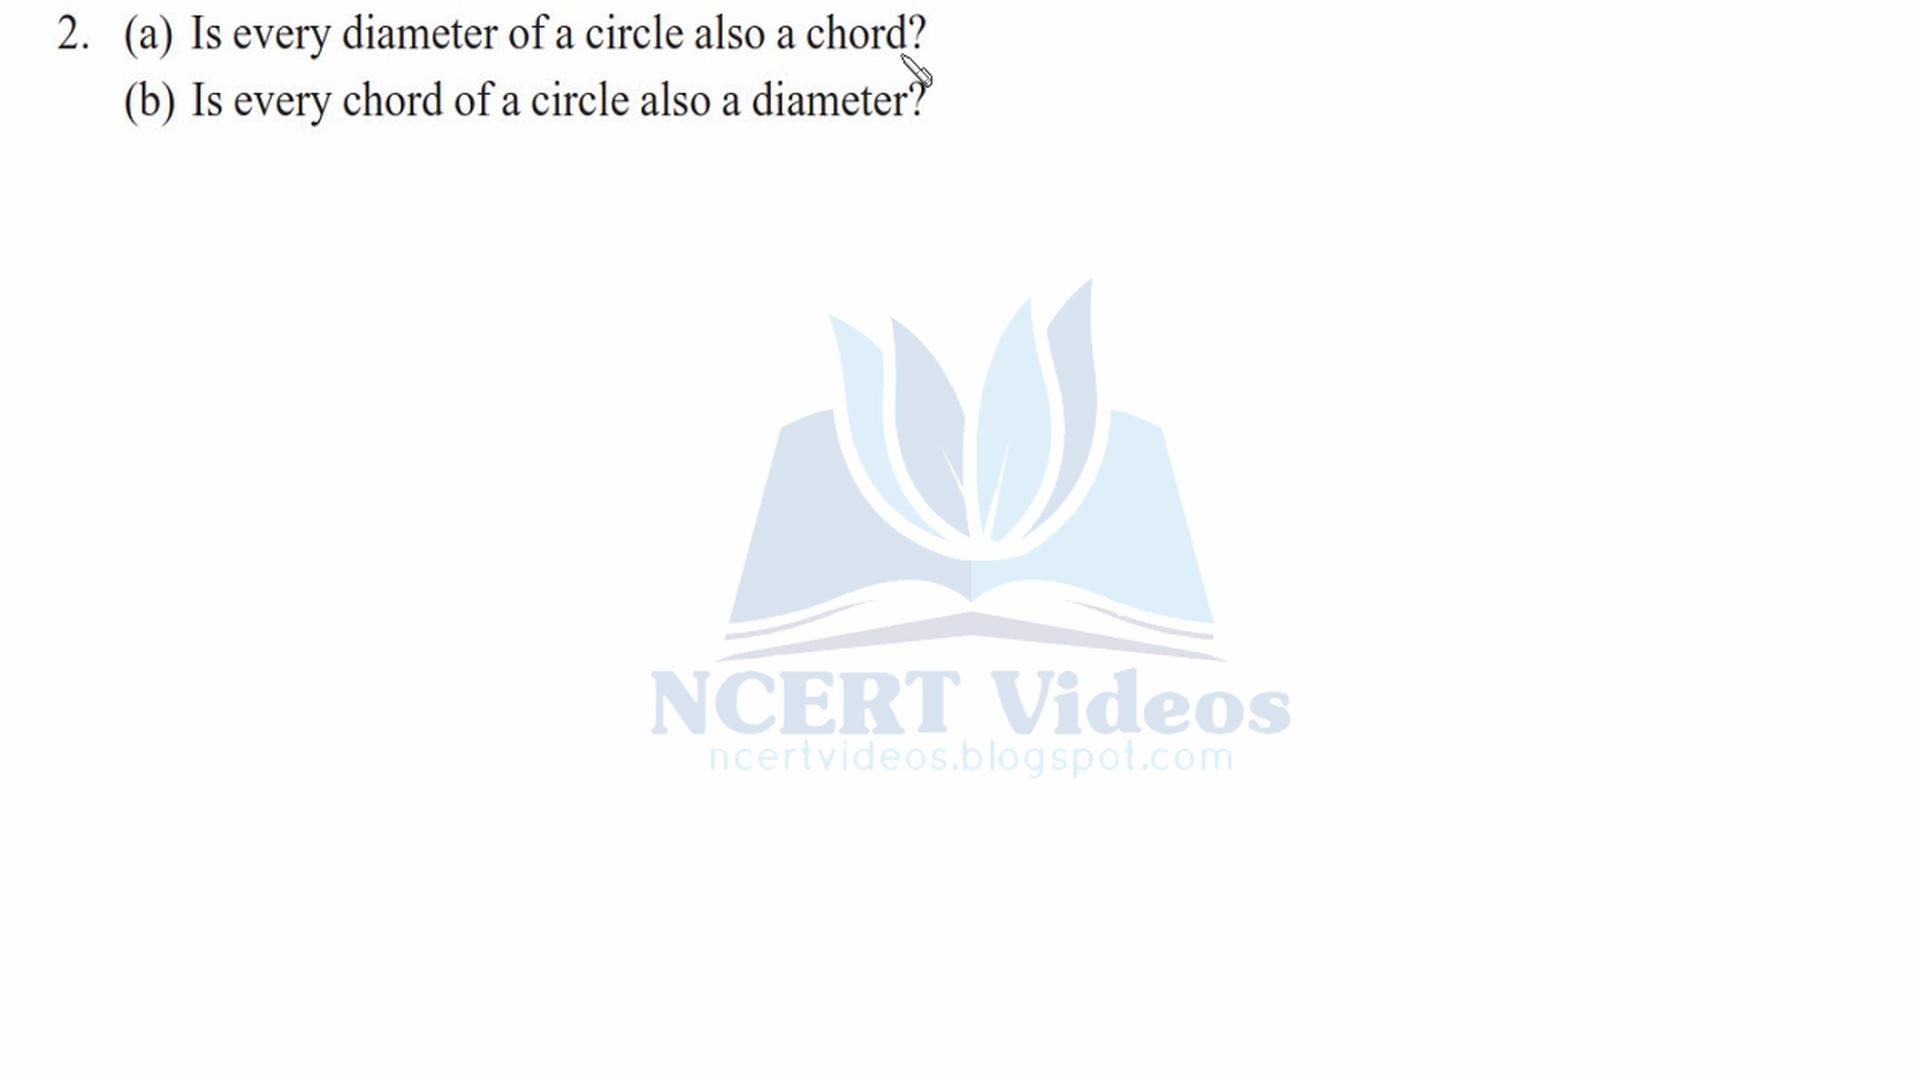 2. (a) Is every diameter of a circle also a chord?
(b) Is every chord of a circle also a diameter?
NCERT Videos
ncertvideos.blogspot.com